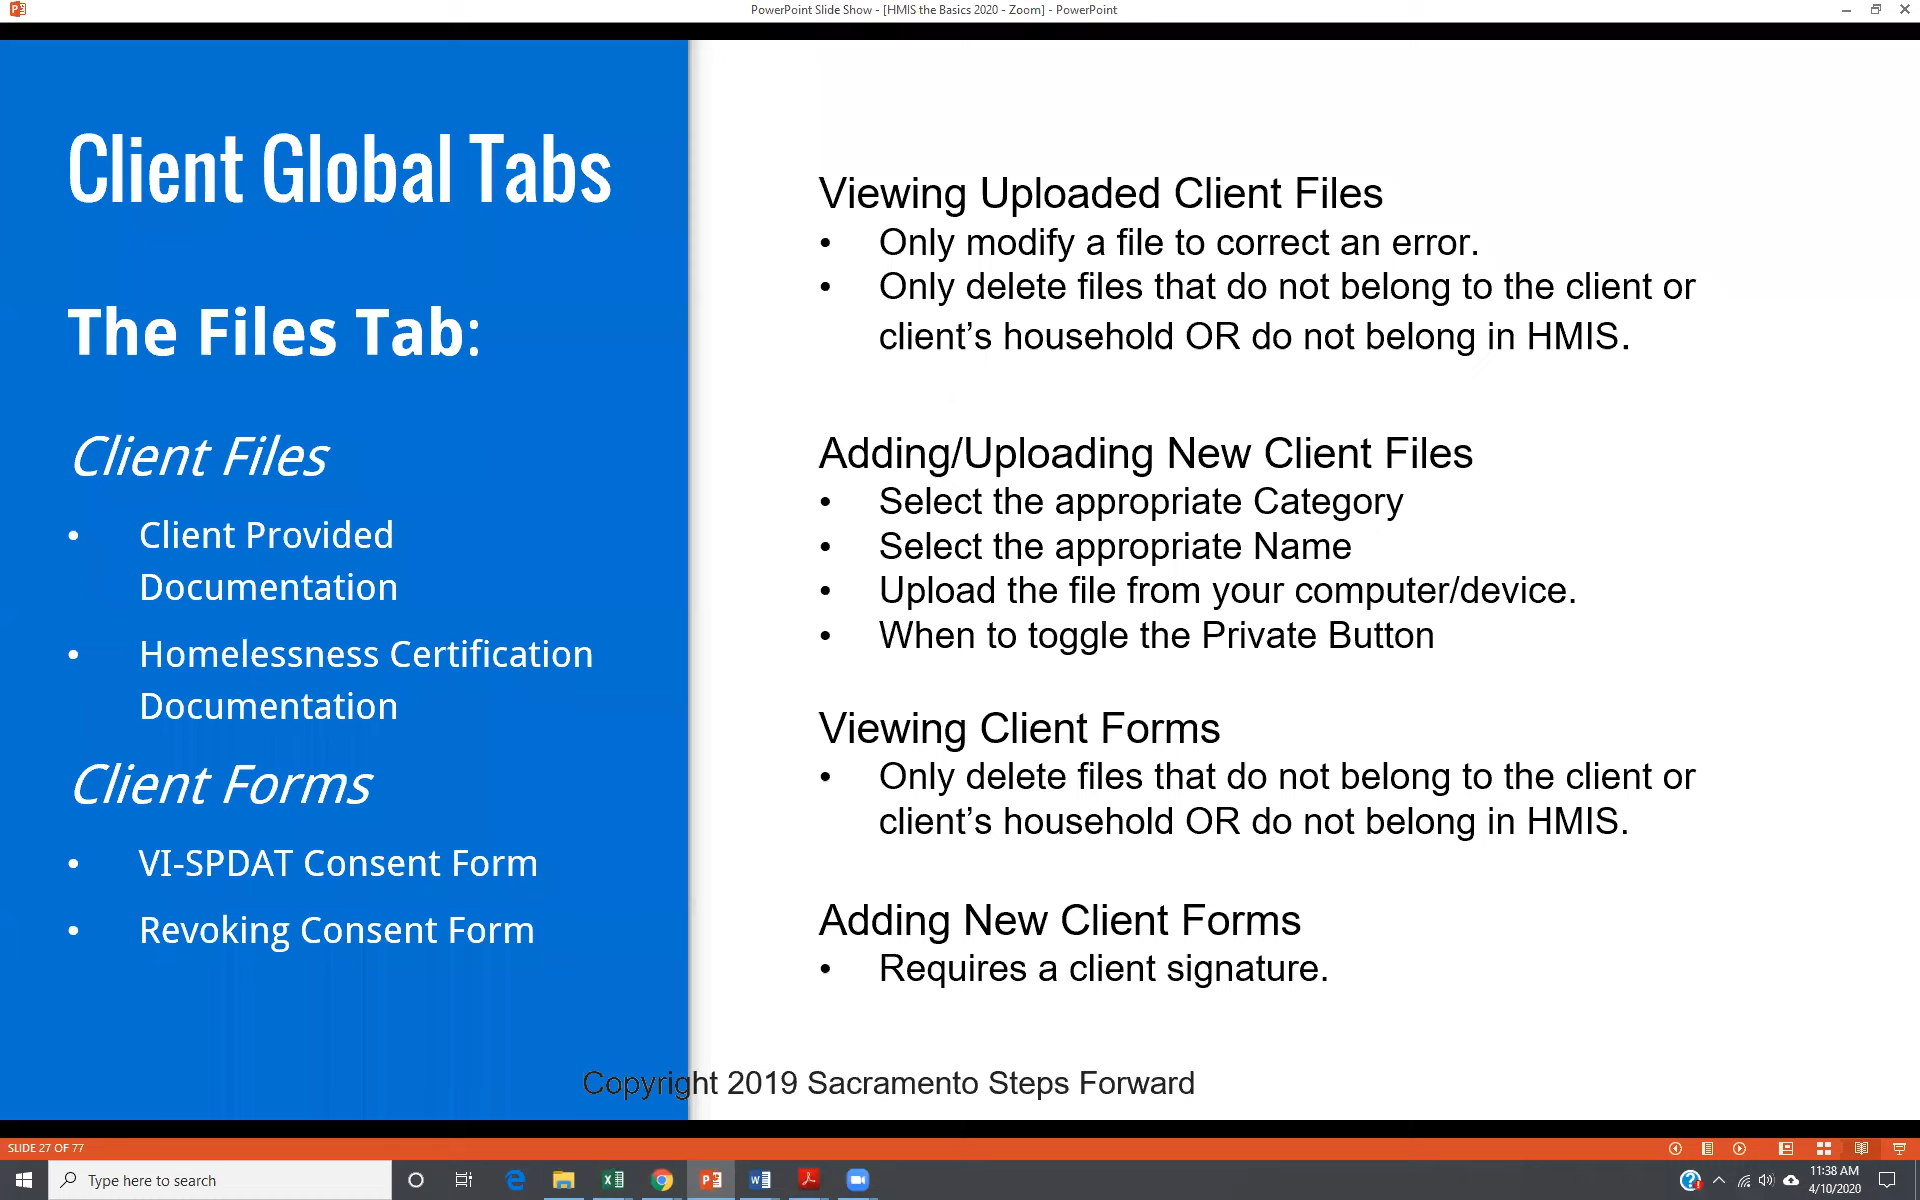 PowerPoint Slide Show - [HMIS the Basics 2020 - Zoom] - PowerPoint
Client Global Tabs
The Files Tab:
Client Files
• Client Provided
Documentation
• Homelessness Certification
Documentation
Client Forms
• VI-SPDAT Consent Form
• Revoking Consent Form
Viewing Uploaded Client Files
• Only modify a file to correct an error.
• Only delete files that do not belong to the client or
client’s household OR do not belong in HMIS.
Adding/Uploading New Client Files
• Select the appropriate Category
• Select the appropriate Name
• Upload the file from your computer/device.
• When to toggle the Private Button
Viewing Client Forms
• Only delete files that do not belong to the client or
client’s household OR do not belong in HMIS.
Adding New Client Forms
• Requires a client signature.
Copyright 2019 Sacramento Steps Forward
SLIDE 27 OF 77
Type here to search
11:38 AM
4/10/2020